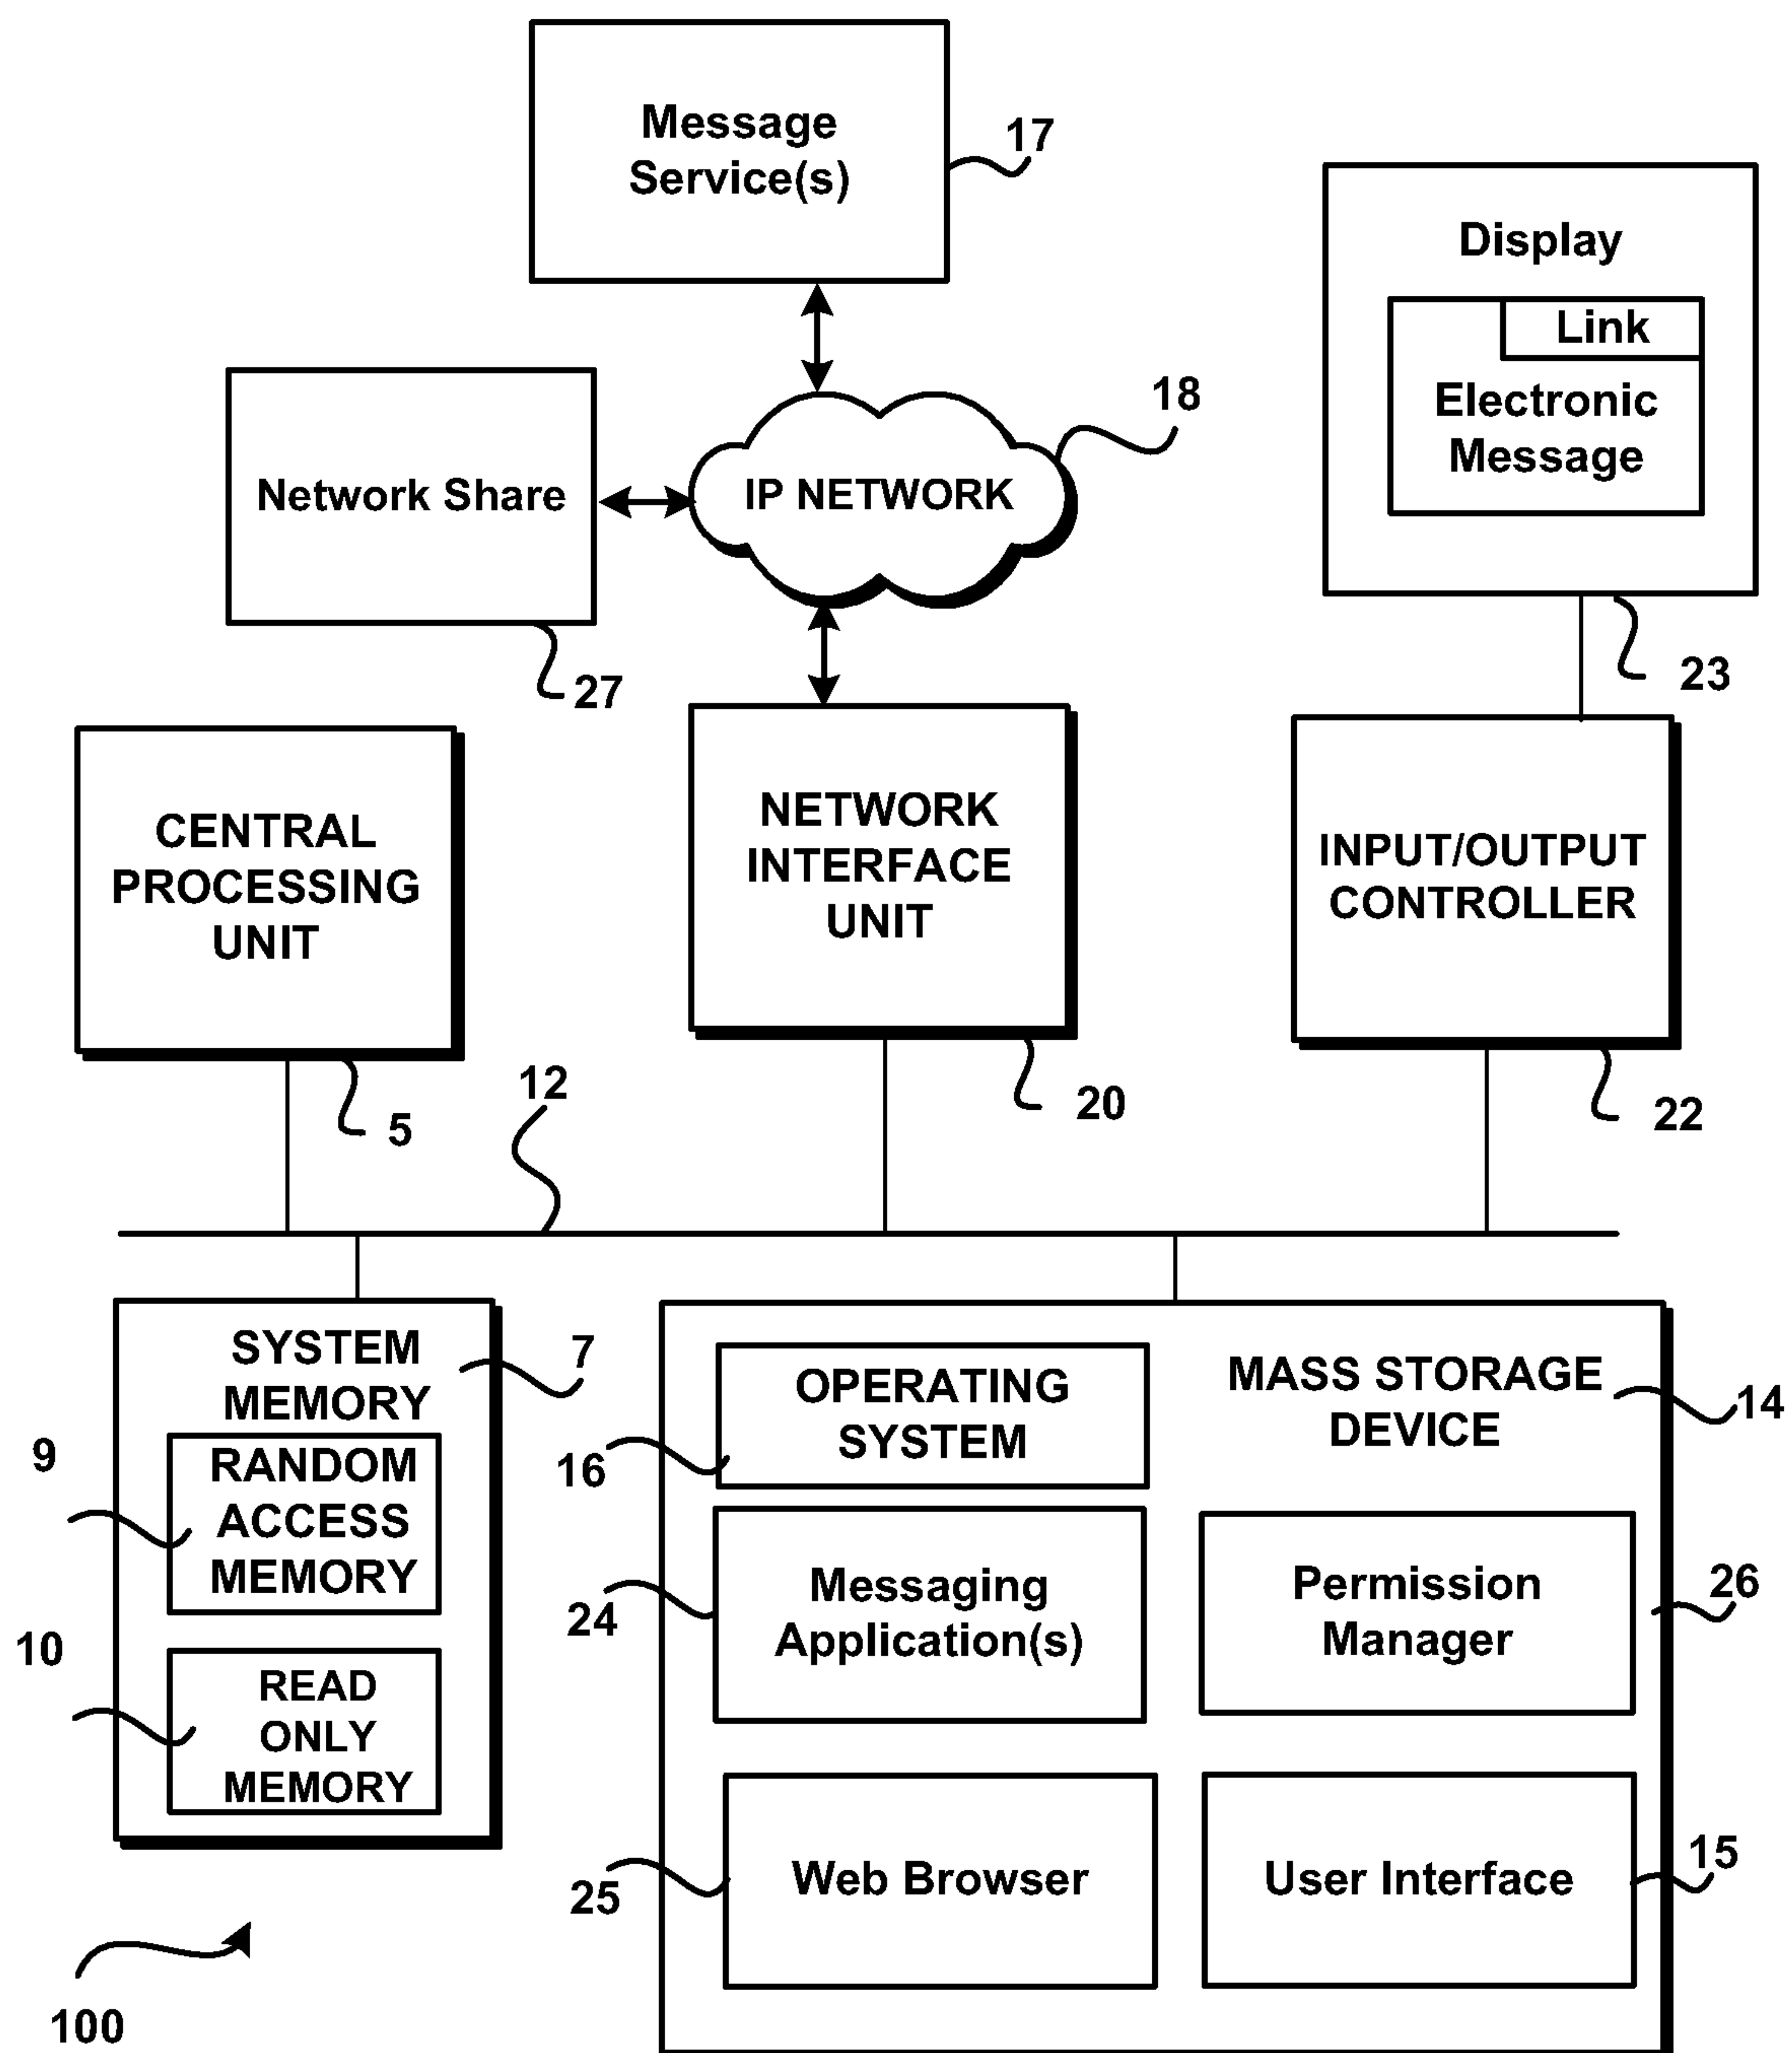 Message
Service(s)
17
Display
Link
Electronic
Message
18
Network Share
IP NETWORK
27
23
CENTRAL
PROCESSING
UNIT
NETWORK
INTERFACE
UNIT
INPUT/OUTPUT
CONTROLLER
5
12
20
22
SYSTEM
MEMORY
7
9
RANDOM
ACCESS
MEMORY
10
READ
ONLY
MEMORY
OPERATING
SYSTEM
16
MASS STORAGE
DEVICE
14
Messaging
Application(s)
24
Permission
Manager
26
Web Browser
25
User Interface
15
100